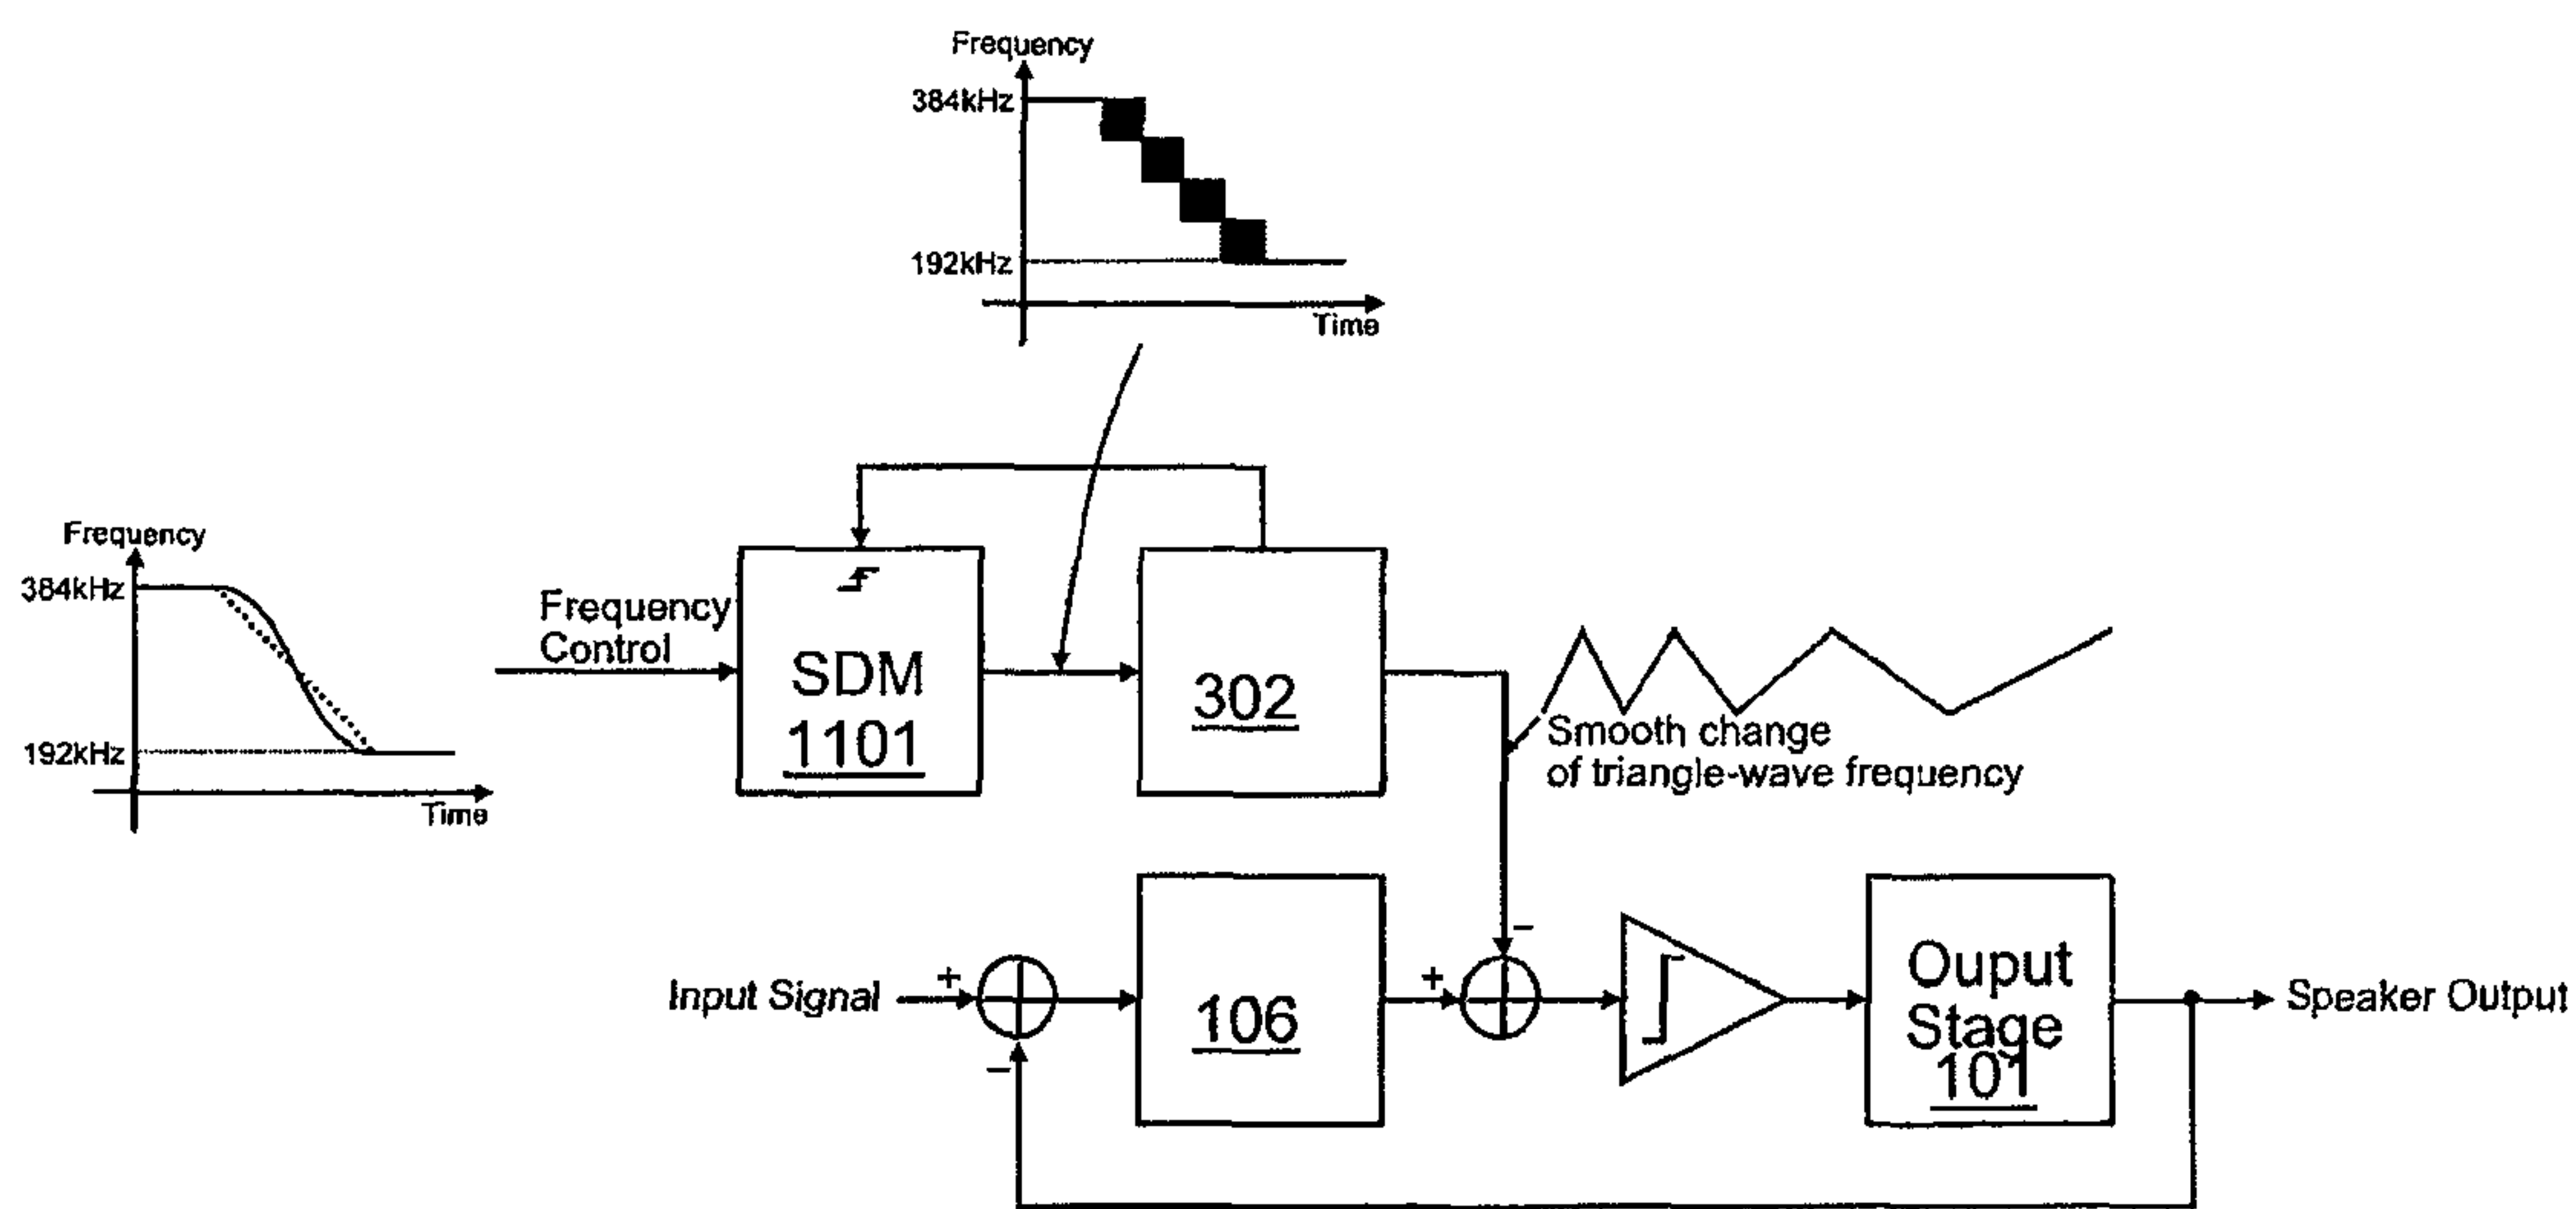 Frequency
384kHz
192kHz
Time
Frequency
384kHz
192kHz
Time
Frequency
Control
SDM
1101
302
Smooth change
of triangle-wave frequency
Input Signal
+
−
106
+
−
Ouput
Stage
101
Speaker Output